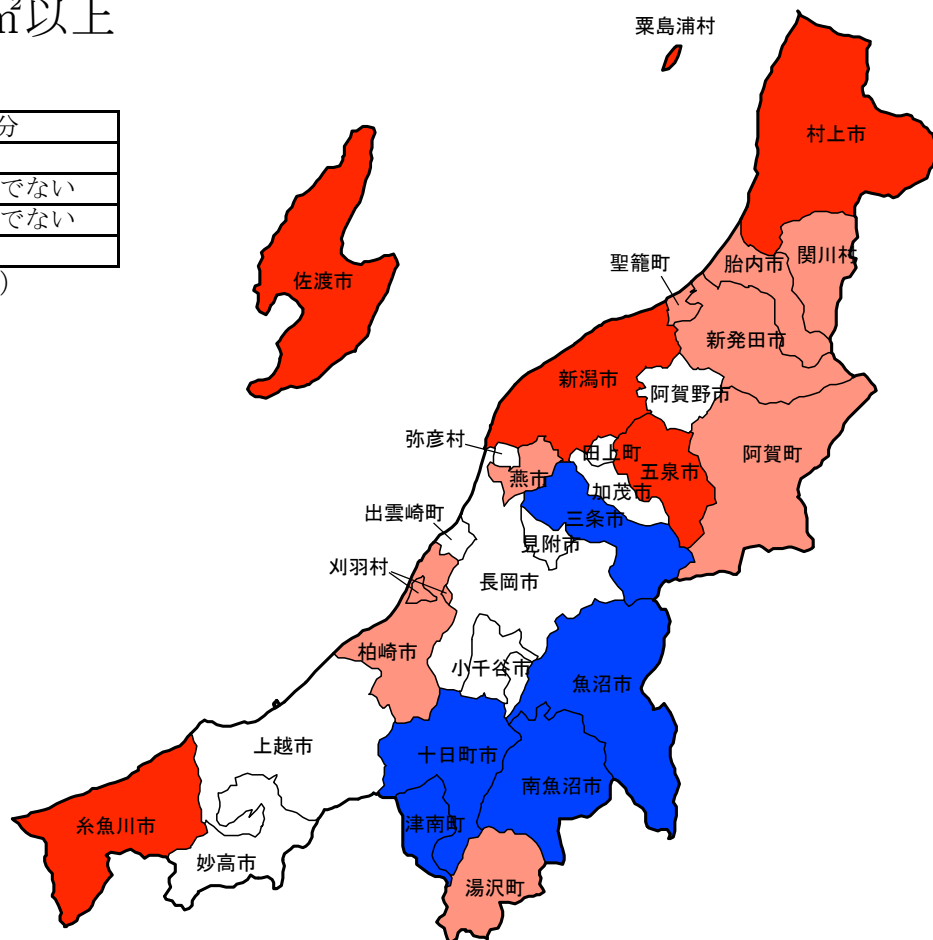 ㎡以上
分
でない
でない
)
粟島浦村
村上市
関川村
胎内市
聖籠町
佐渡市
新発田市
新潟市
阿賀野市
弥彦村
田上町
阿賀町
燕市
五泉市
加茂市
出雲崎町
三条市
見附市
刈羽村
長岡市
柏崎市
小千谷市
魚沼市
上越市
十日町市
南魚沼市
糸魚川市
津南町
妙高市
湯沢町